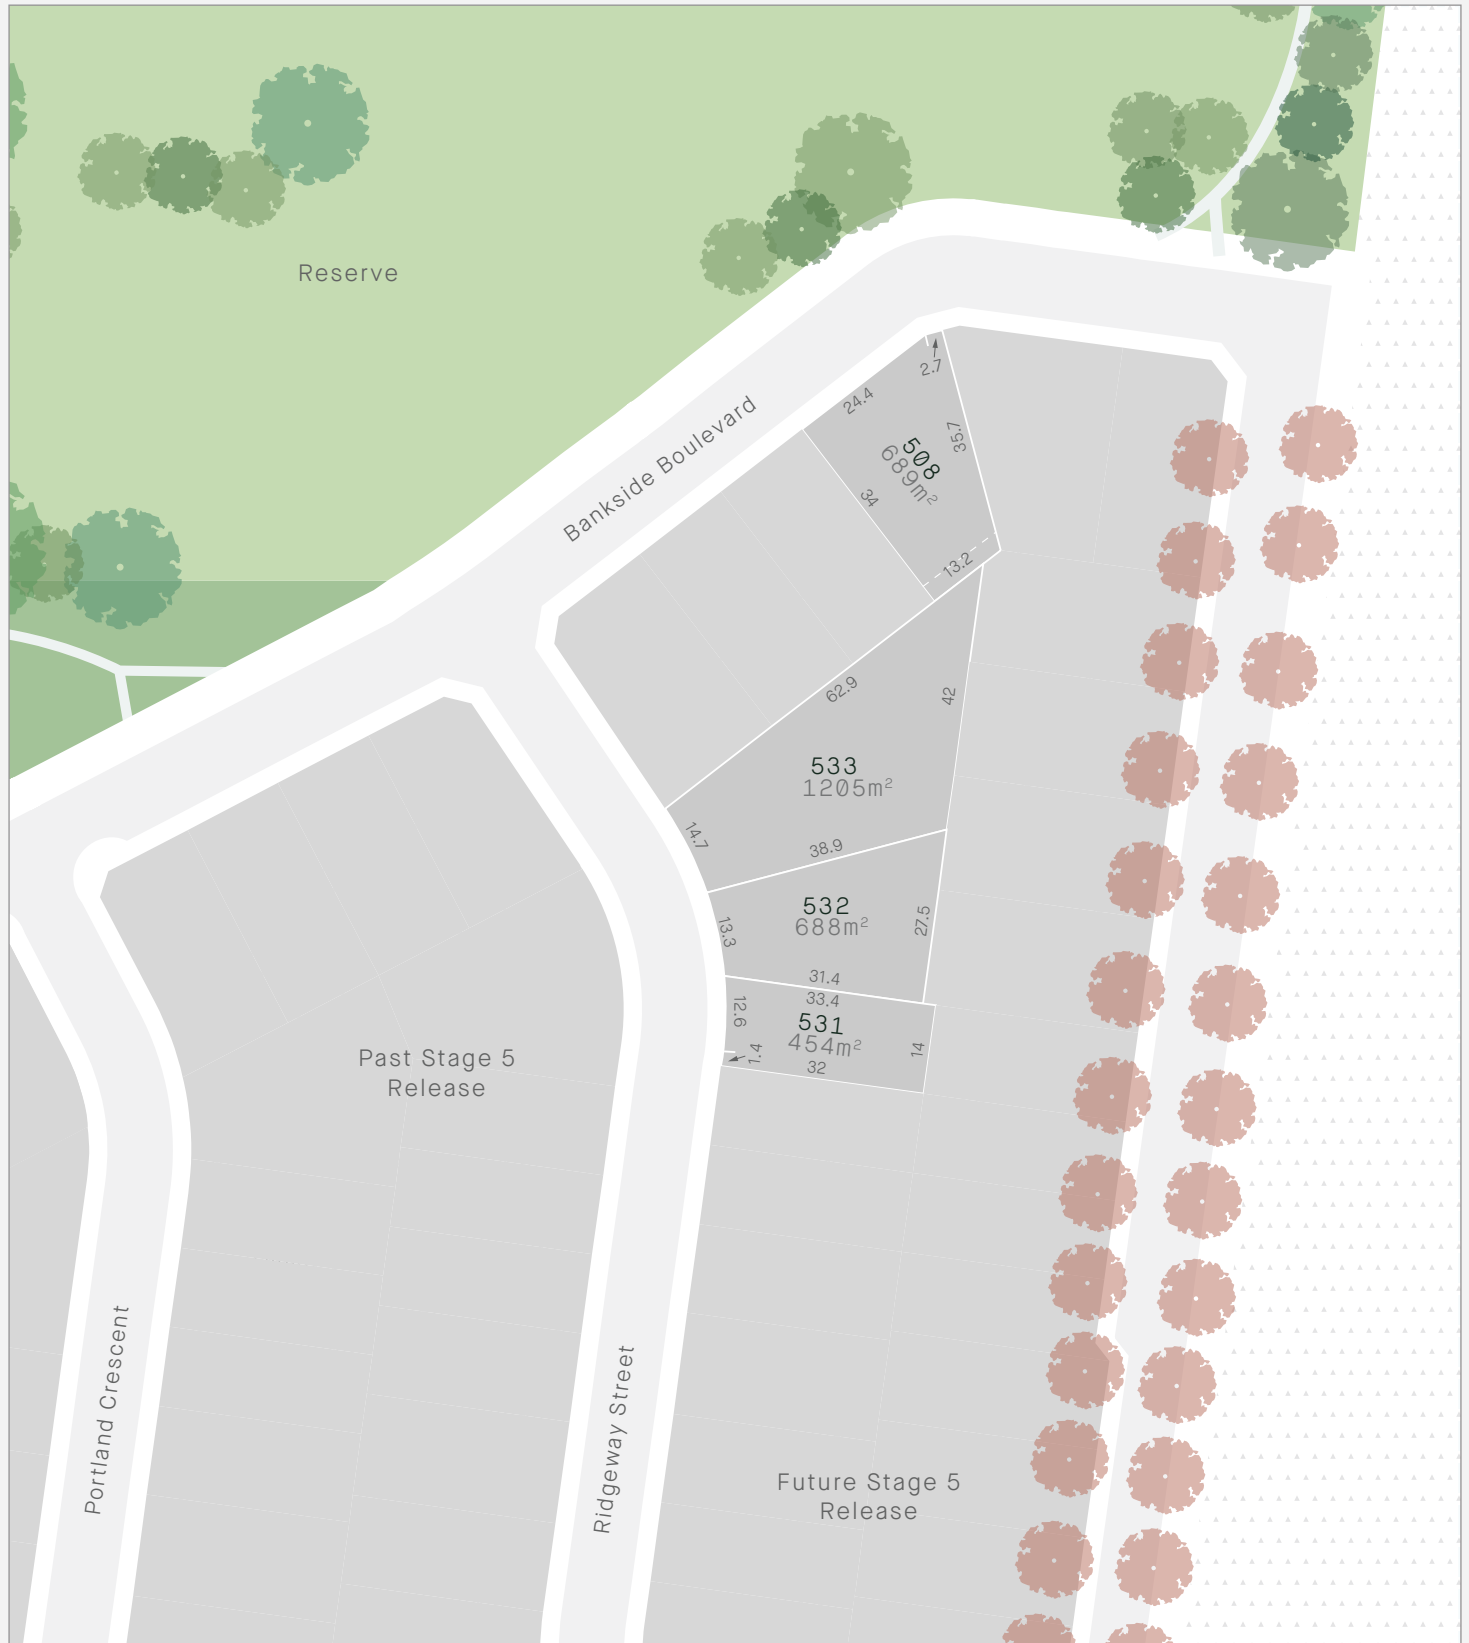 Reserve
Bankside Boulevard
2.7
24.4
35.7
508
689m²
34
13.2
62.9
42
533
1205m²
14.7
38.9
532
688m²
13.3
27.5
31.4
33.4
12.6
531
454m²
1.4
14
32
Past Stage 5
Release
Portland Crescent
Ridgeway Street
Future Stage 5
Release